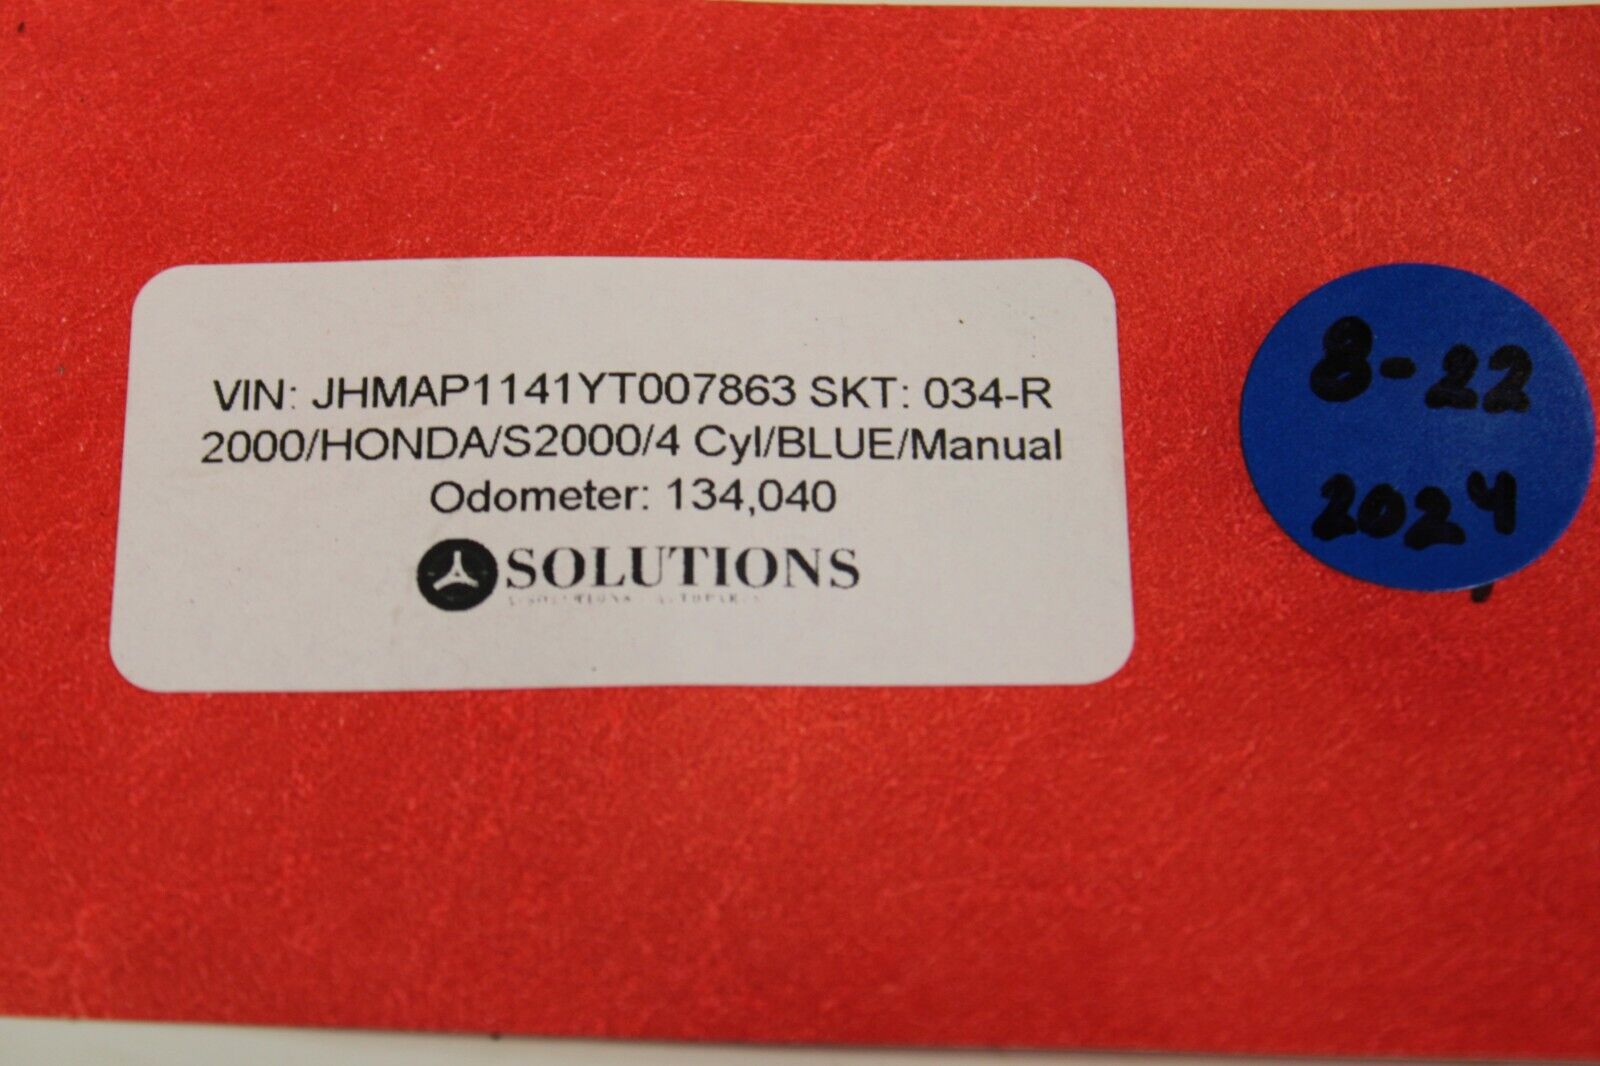 VIN: JHMAP1141YT007863 SKT: 034-R
2000/HONDA/S2000/4 Cyl/BLUE/Manual
Odometer: 134,040
SOLUTIONS
8-22
2024